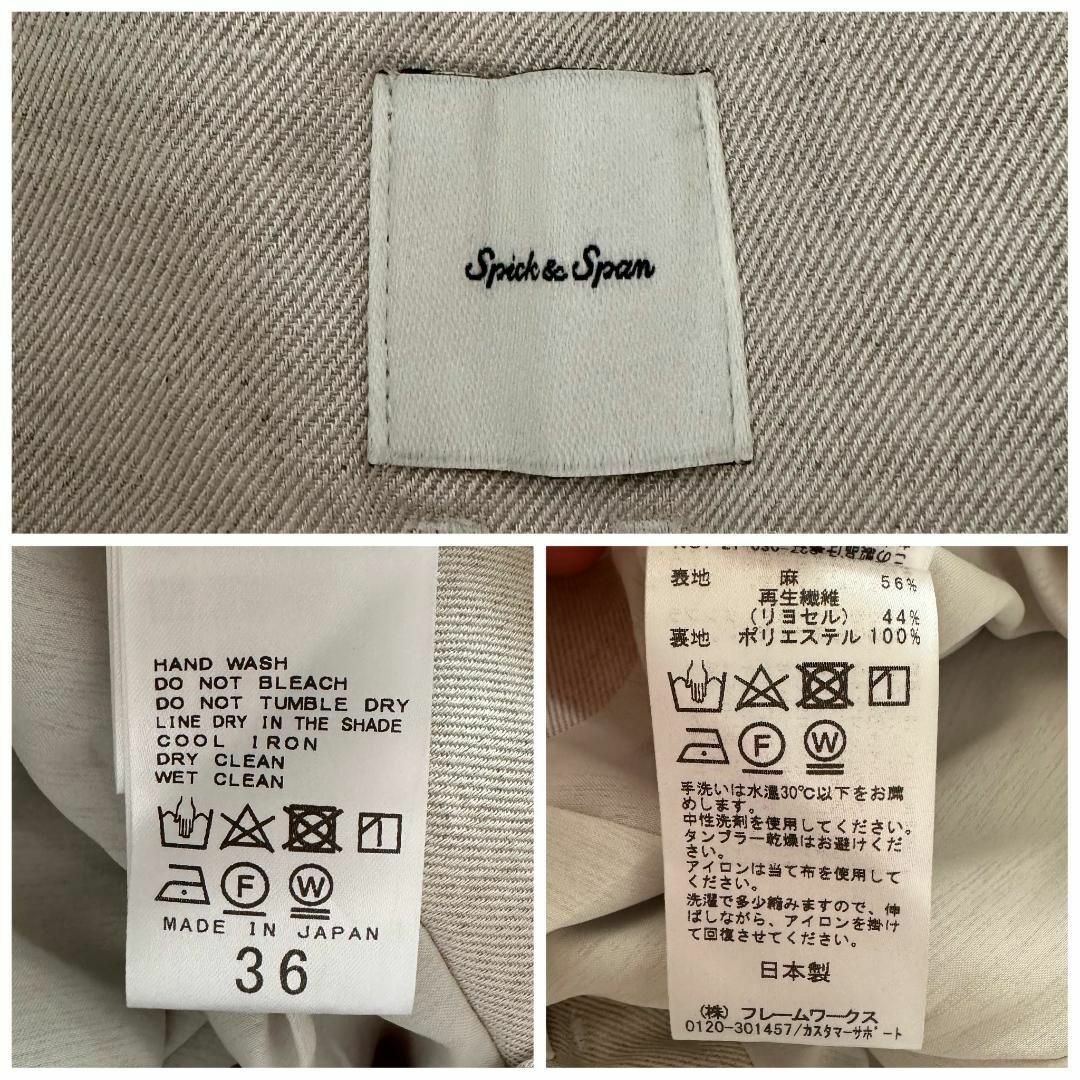 Spick & Span
HAND WASH
DO NOT BLEACH
DO NOT TUMBLE DRY
LINE DRY IN THE SHADE
COOL IRON
DRY CLEAN
WET CLEAN
F W
MADE IN JAPAN
36
表地 麻 56%
再生繊維
(リヨセル) 44%
裏地 ポリエステル 100%
F W
手洗いは水温30℃以下をお薦
めします。
中性洗剤を使用してください。
タンブラー乾燥はお避けくだ
さい。
アイロンは当て布を使用して
ください。
洗濯で多少縮みますので、伸
ばしながら、アイロンを掛け
て回復させてください。
日本製
(株) フレームワークス
0120-301457/カスタマーサポート